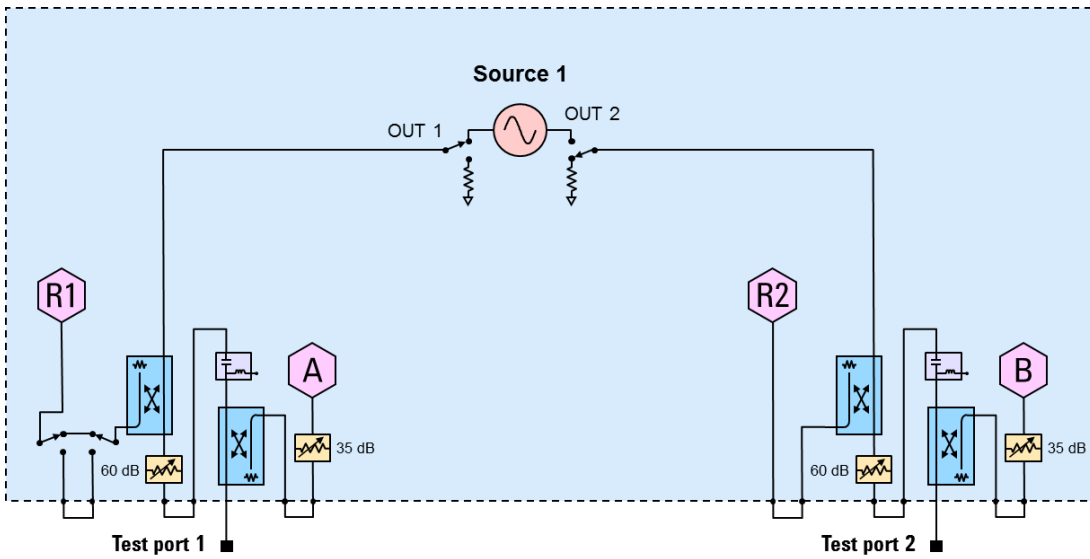 Source 1
OUT 1
OUT 2
R1
R2
A
B
60 dB
35 dB
60 dB
35 dB
Test port 1
Test port 2